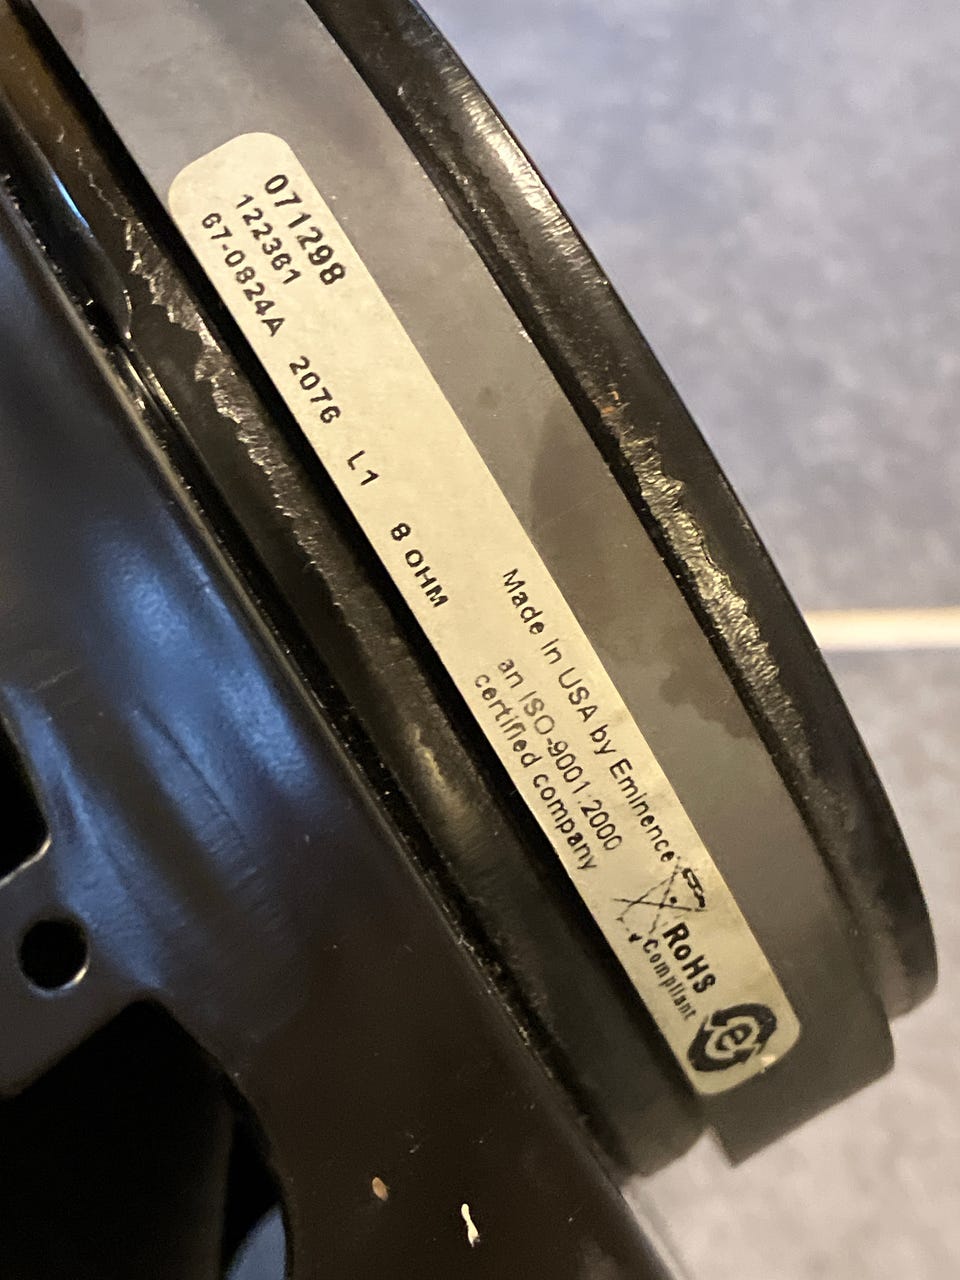 071298
122361
67-0824A 2076 L1 8 OHM
Made in USA by Eminence
an ISO-9001:2000
certified company
RoHS
Compliant
e